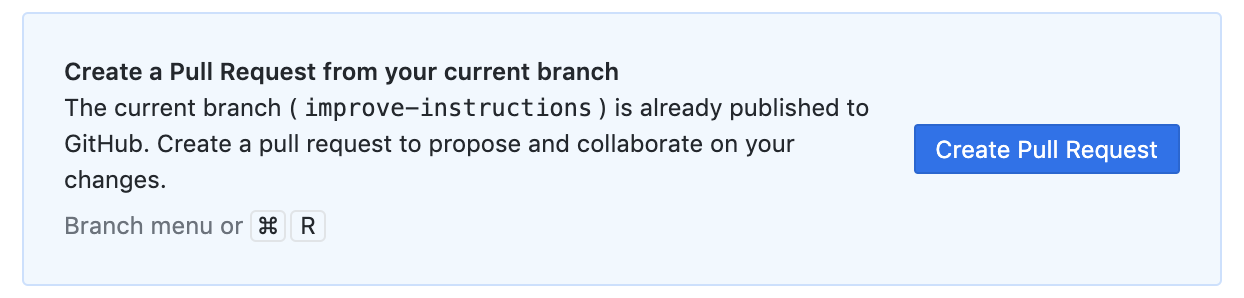 Create a Pull Request from your current branch
The current branch ( improve-instructions ) is already published to
GitHub. Create a pull request to propose and collaborate on your
changes.
Create Pull Request
Branch menu or ⌘ R